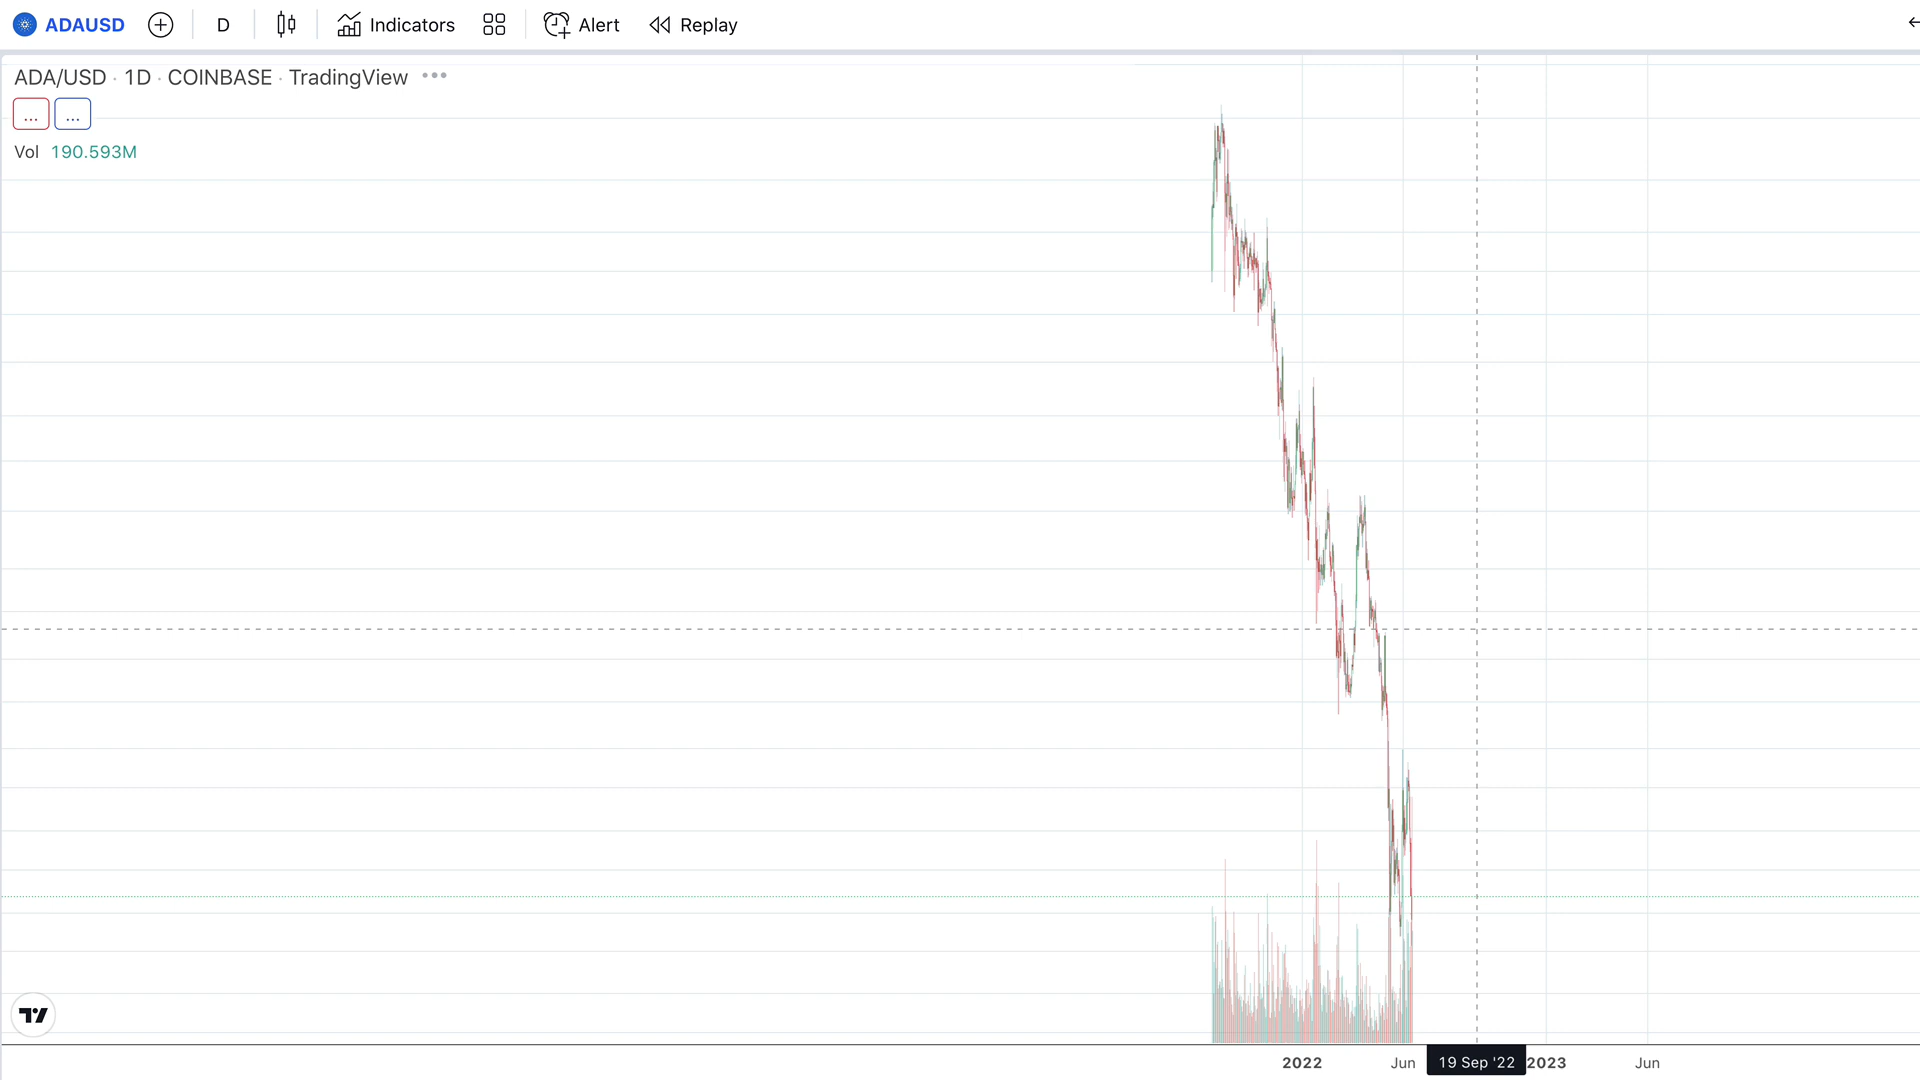 ADAUSD D Indicators Alert Replay
ADA/USD · 1D · COINBASE · TradingView
... ...
Vol 190.593M
2022 Jun 19 Sep '22 2023 Jun